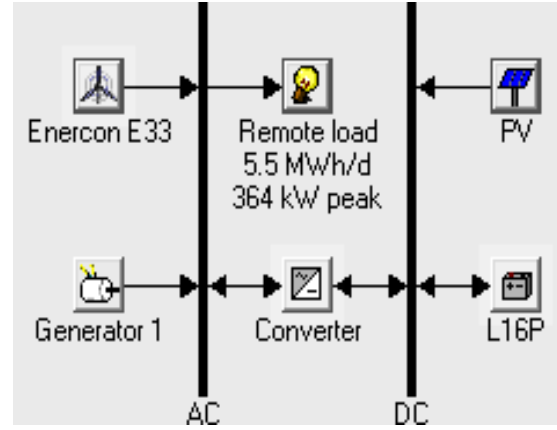 Enercon E33
Remote load
5.5 MWh/d
364 kW peak
PV
Generator 1
Converter
L16P
AC
DC